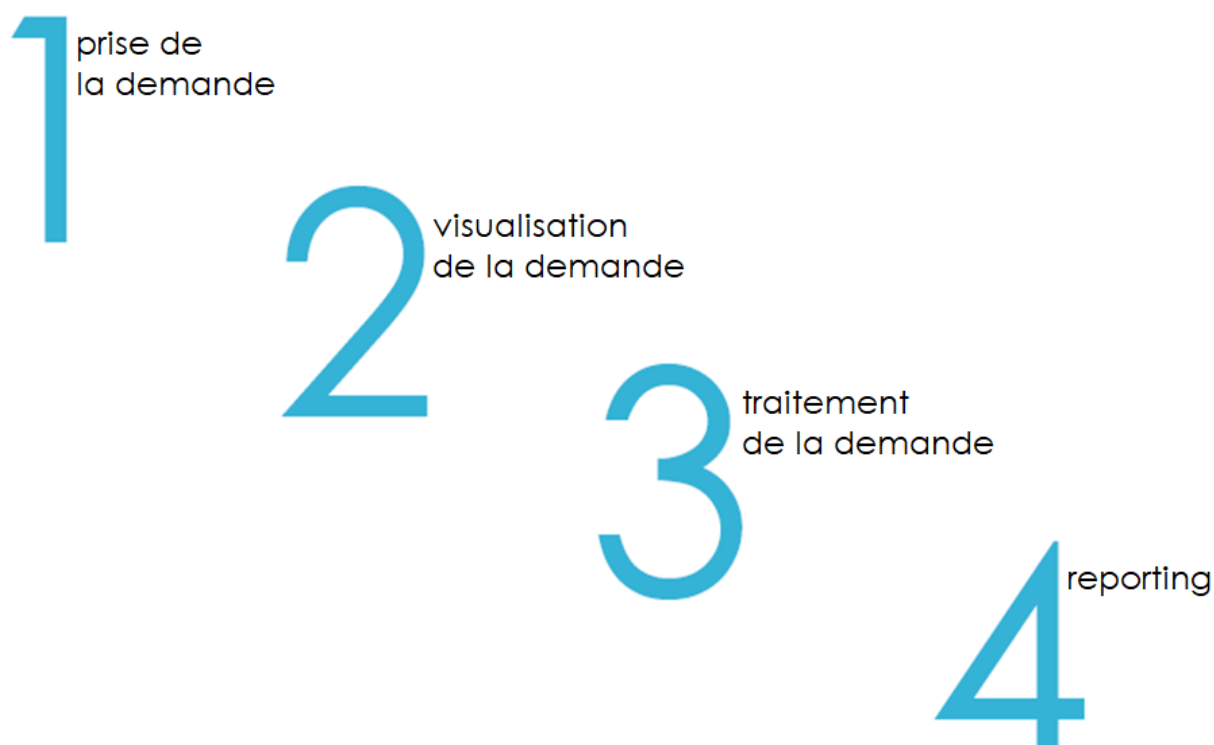 1
prise de
la demande
2
visualisation
de la demande
3
traitement
de la demande
4
reporting